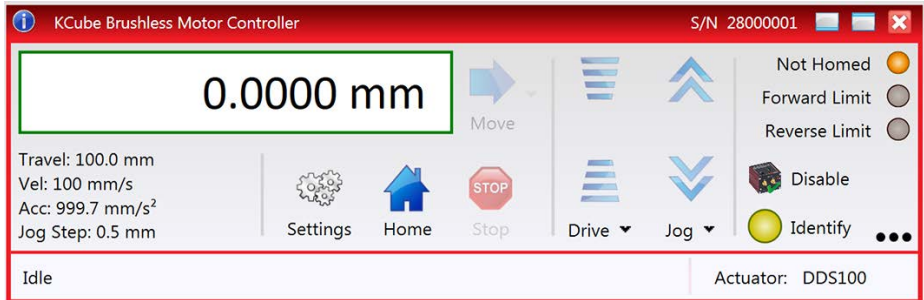 KCube Brushless Motor Controller
S/N 28000001
0.0000 mm
Move
Not Homed
Forward Limit
Reverse Limit
Travel: 100.0 mm
Vel: 100 mm/s
Acc: 999.7 mm/s²
Jog Step: 0.5 mm
Settings
Home
STOP
Stop
Drive
Jog
Disable
Identify
Idle
Actuator: DDS100